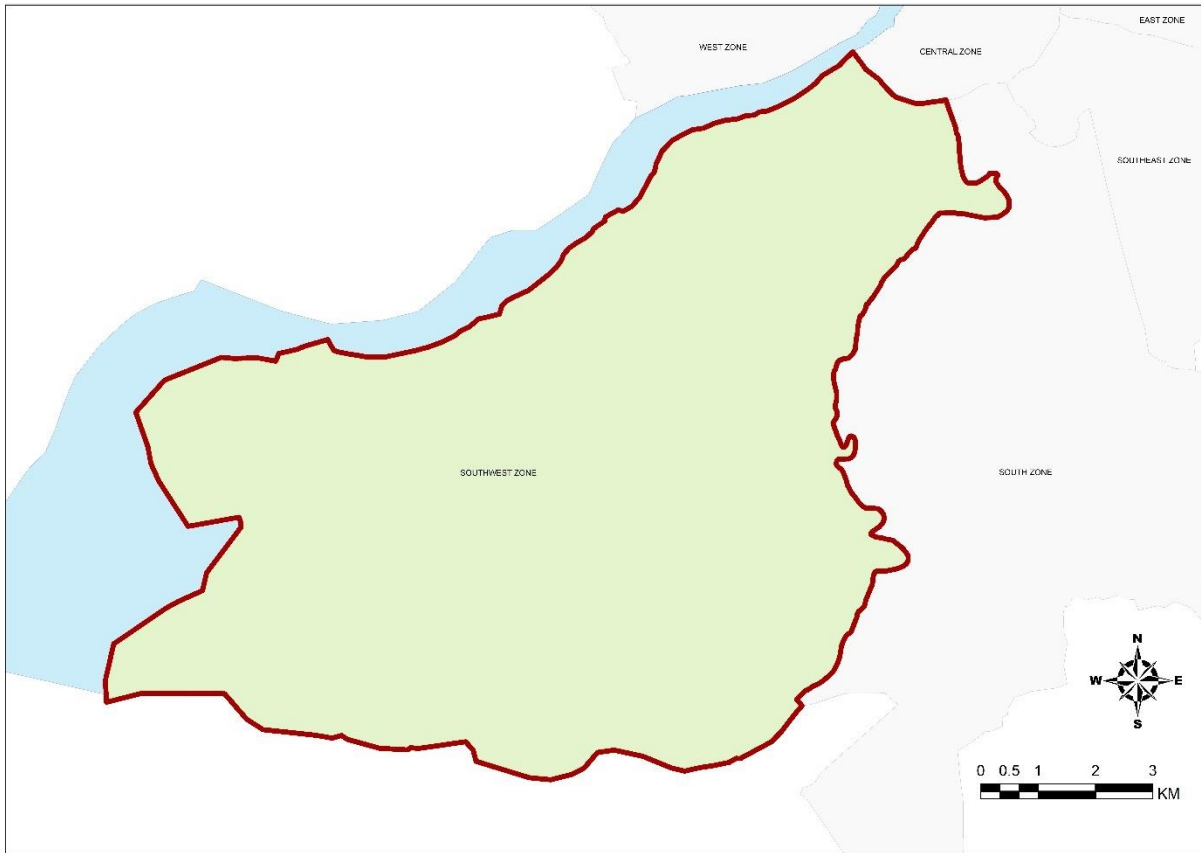 EAST ZONE
WEST ZONE
CENTRAL ZONE
SOUTHEAST ZONE
SOUTHWEST ZONE
SOUTH ZONE
N
W E
S
0 0.5 1 2 3
KM